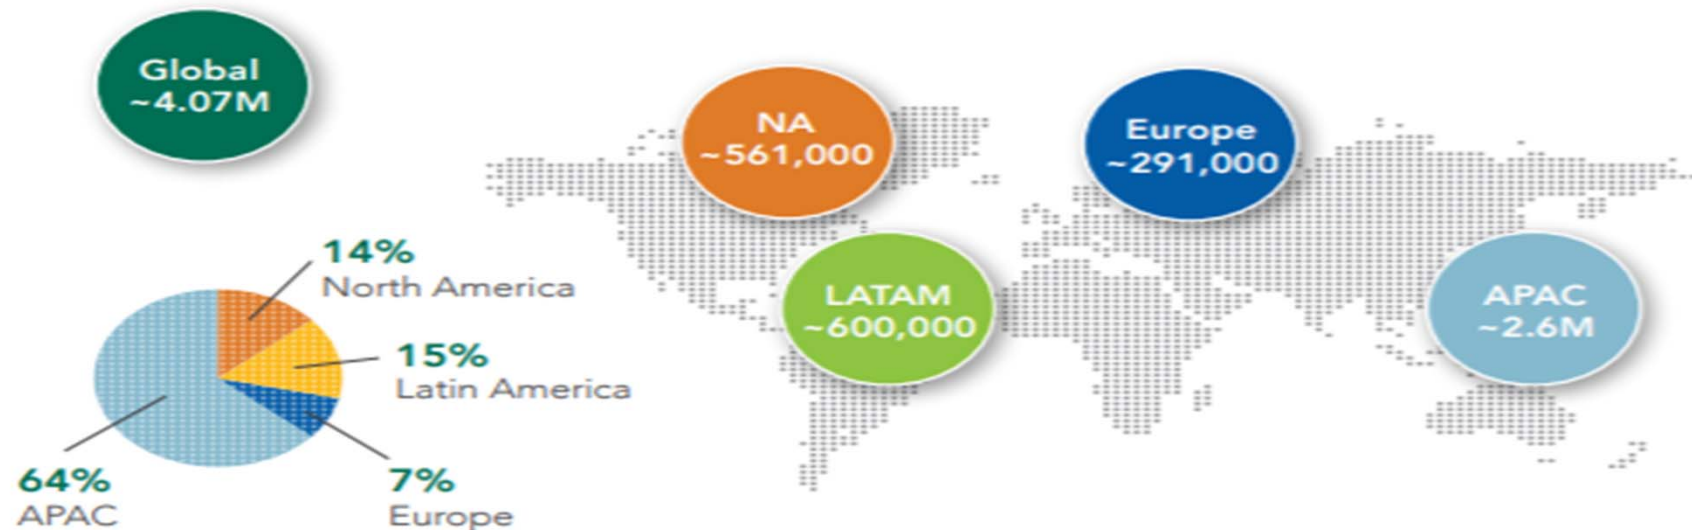 Global
~4.07M
NA
~561,000
Europe
~291,000
LATAM
~600,000
APAC
~2.6M
14%
North America
15%
Latin America
64%
APAC
7%
Europe